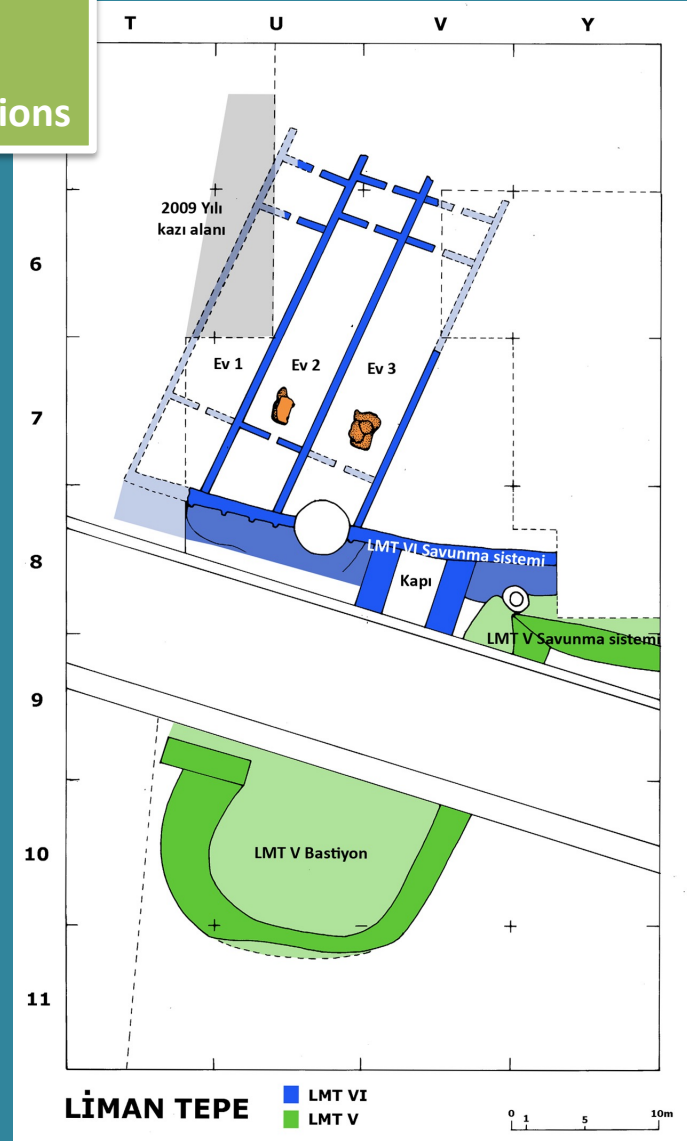 ions
T U V Y
2009 Yılı
kazı alanı
6
Ev 1 Ev 2 Ev 3
7
LMT VI Savunma sistemi
8
Kapı
LMT V Savunma sistemi
9
10
LMT V Bastiyon
11
LİMAN TEPE
LMT VI
LMT V
0 1 5 10m